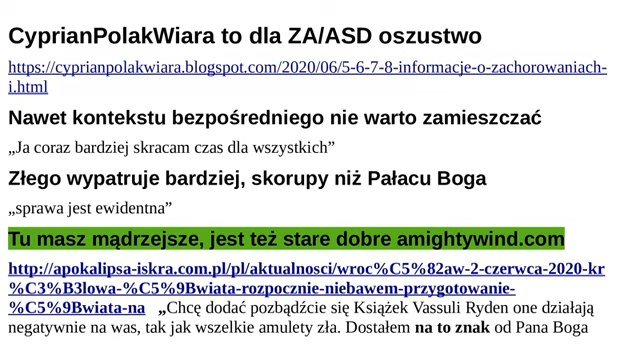 CyprianPolakWiara to dla ZA/ASD oszustwo
https://cyprianpolakwiara.blogspot.com/2020/06/5-6-7-8-informacje-o-zachorowaniach-
i.html
Nawet kontekstu bezpośredniego nie warto zamieszczać
„Ja coraz bardziej skracam czas dla wszystkich”
Złego wypatruje bardziej, skorupy niż Pałacu Boga
„sprawa jest ewidentna”
Tu masz mądrzejsze, jest też stare dobre amightywind.com
http://apokalipsa-iskra.com.pl/pl/aktualnosci/wroc%C5%82aw-2-czerwca-2020-kr
%C3%B3lowa-%C5%9Bwiata-rozpocznie-niebawem-przygotowanie-
%C5%9Bwiata-na „Chcę dodać pozbądźcie się Książek Vassuli Ryden one działają
negatywnie na was, tak jak wszelkie amulety zła. Dostałem na to znak od Pana Boga